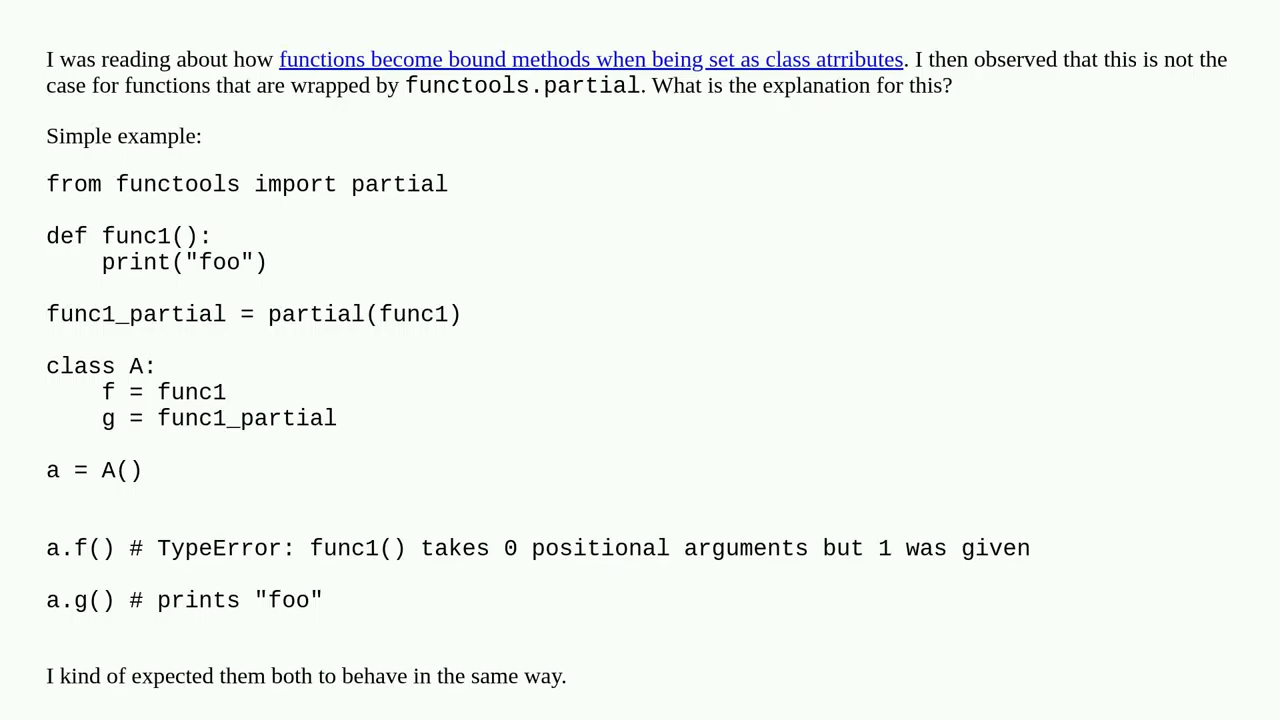 I was reading about how functions become bound methods when being set as class atrributes. I then observed that this is not the
case for functions that are wrapped by functools.partial. What is the explanation for this?
Simple example:
from functools import partial
def func1():
    print("foo")
func1_partial = partial(func1)
class A:
    f = func1
    g = func1_partial
a = A()
a.f() # TypeError: func1() takes 0 positional arguments but 1 was given
a.g() # prints "foo"
I kind of expected them both to behave in the same way.